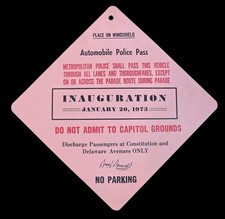 PLACE ON WINDSHIELD
Automobile Police Pass
METROPOLITAN POLICE SHALL PASS THIS VEHICLE
THROUGH ALL LANES AND THOROUGHFARES, EXCEPT
ON OR ACROSS THE PARADE ROUTE DURING PARADE
INAUGURATION
JANUARY 20, 1973
DO NOT ADMIT TO CAPITOL GROUNDS
Discharge Passengers at Constitution and
Delaware Avenues ONLY
NO PARKING